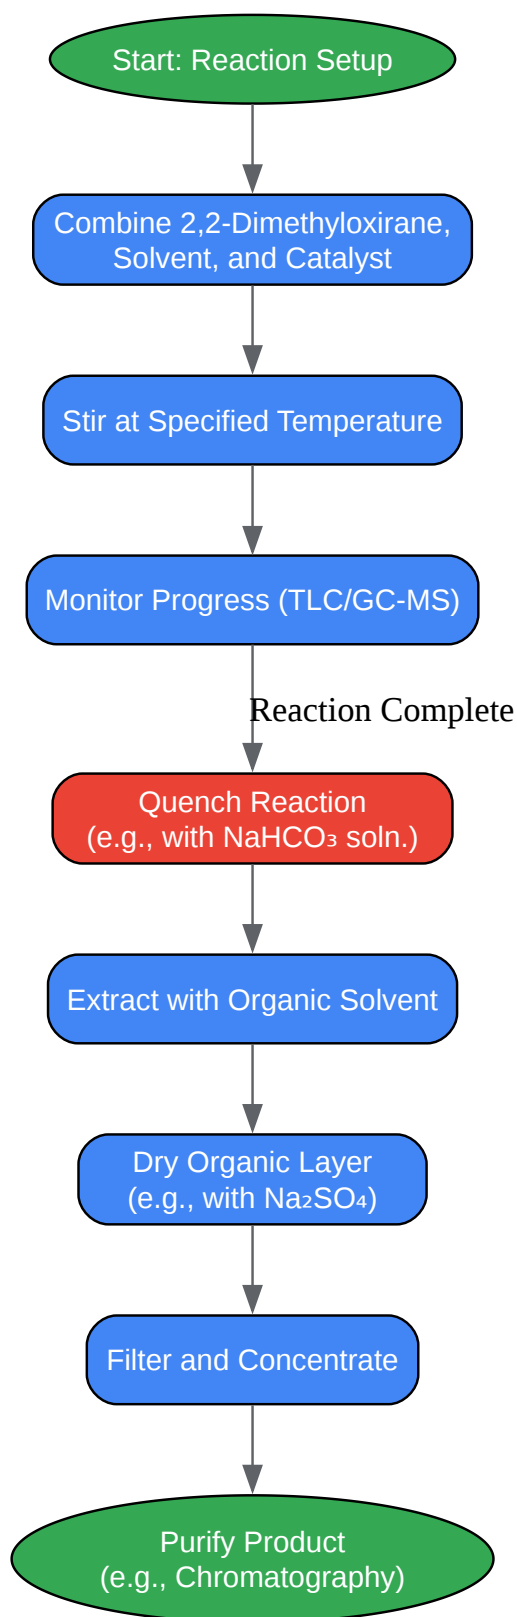 Start: Reaction Setup
Combine 2,2-Dimethyloxirane,
Solvent, and Catalyst
Stir at Specified Temperature
Monitor Progress (TLC/GC-MS)
Reaction Complete
Quench Reaction
(e.g., with NaHCO₃ soln.)
Extract with Organic Solvent
Dry Organic Layer
(e.g., with Na₂SO₄)
Filter and Concentrate
Purify Product
(e.g., Chromatography)